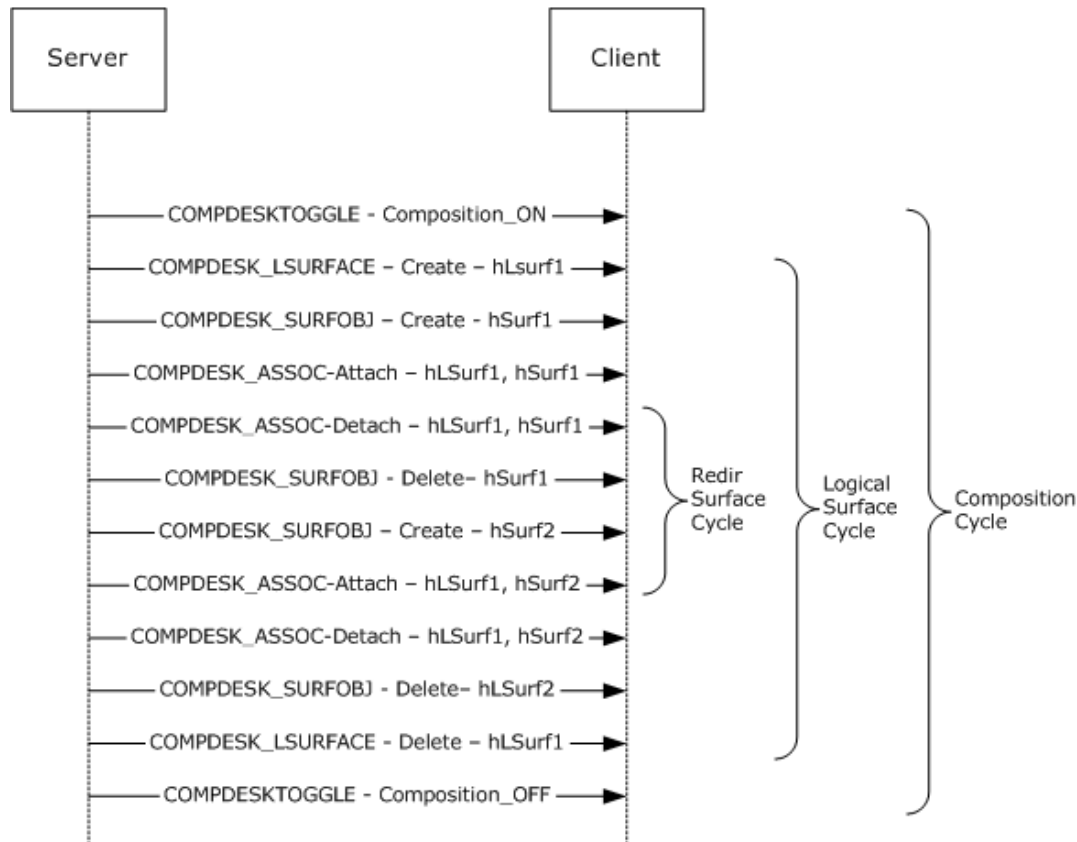 Server
Client
COMPDESKTOGGLE - Composition_ON
COMPDESK_LSURFACE – Create – hLsurf1
COMPDESK_SURFOBJ – Create - hSurf1
COMPDESK_ASSOC-Attach – hLSurf1, hSurf1
COMPDESK_ASSOC-Detach – hLSurf1, hSurf1
COMPDESK_SURFOBJ - Delete– hSurf1
COMPDESK_SURFOBJ - Create – hSurf2
COMPDESK_ASSOC-Attach – hLSurf1, hSurf2
COMPDESK_ASSOC-Detach – hLSurf1, hSurf2
COMPDESK_SURFOBJ - Delete– hLSurf2
COMPDESK_LSURFACE - Delete – hLSurf1
COMPDESKTOGGLE - Composition_OFF
Redir
Surface
Cycle
Logical
Surface
Cycle
Composition
Cycle